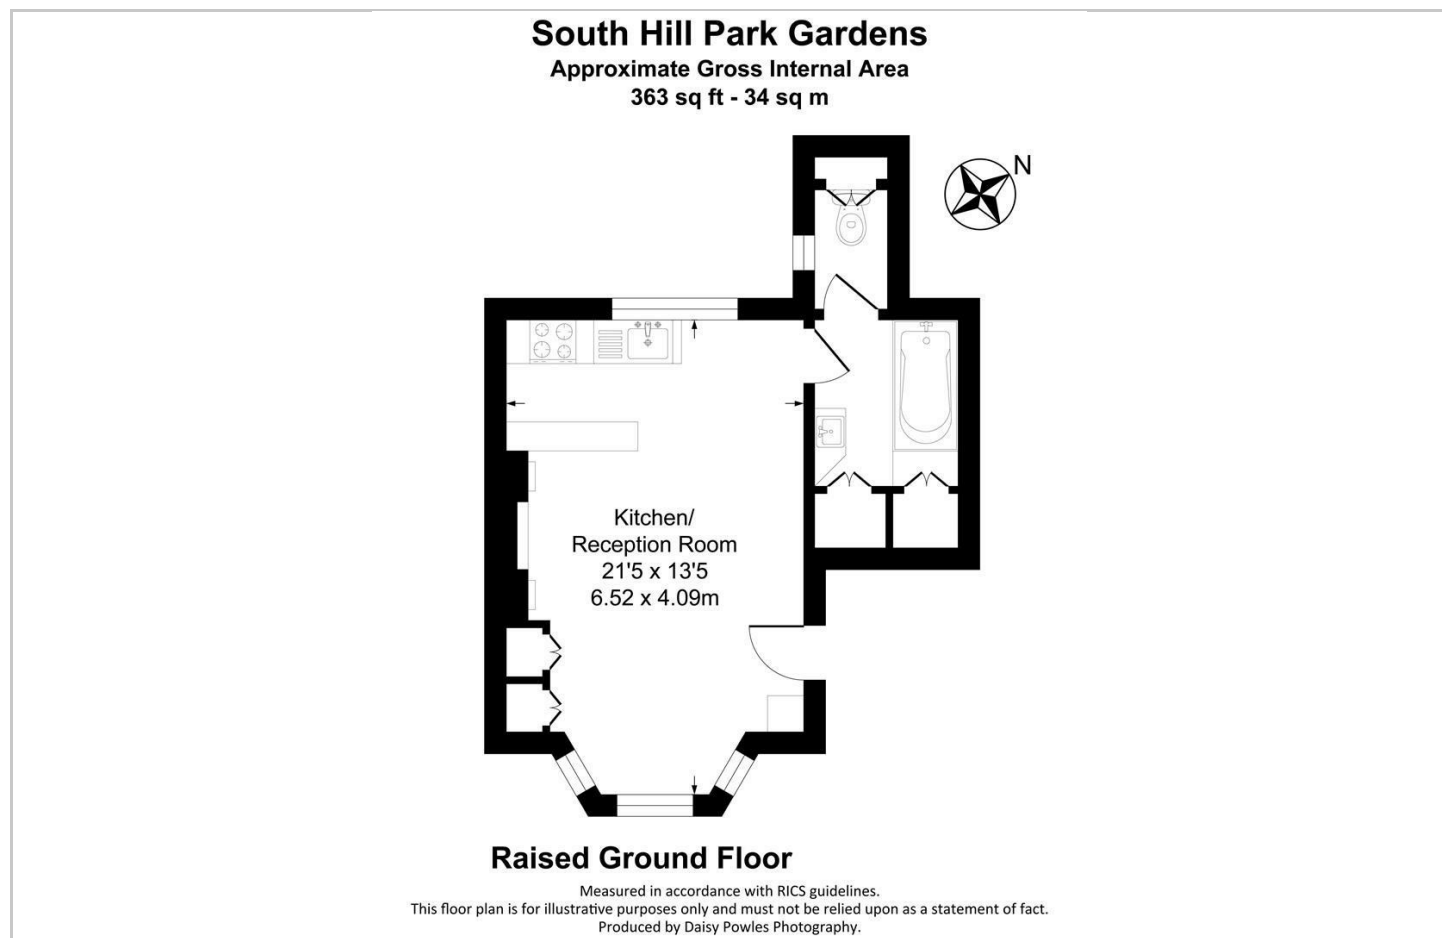 South Hill Park Gardens
Approximate Gross Internal Area
363 sq ft - 34 sq m
N
Kitchen/
Reception Room
21'5 x 13'5
6.52 x 4.09m
Raised Ground Floor
Measured in accordance with RICS guidelines.
This floor plan is for illustrative purposes only and must not be relied upon as a statement of fact.
Produced by Daisy Powles Photography.